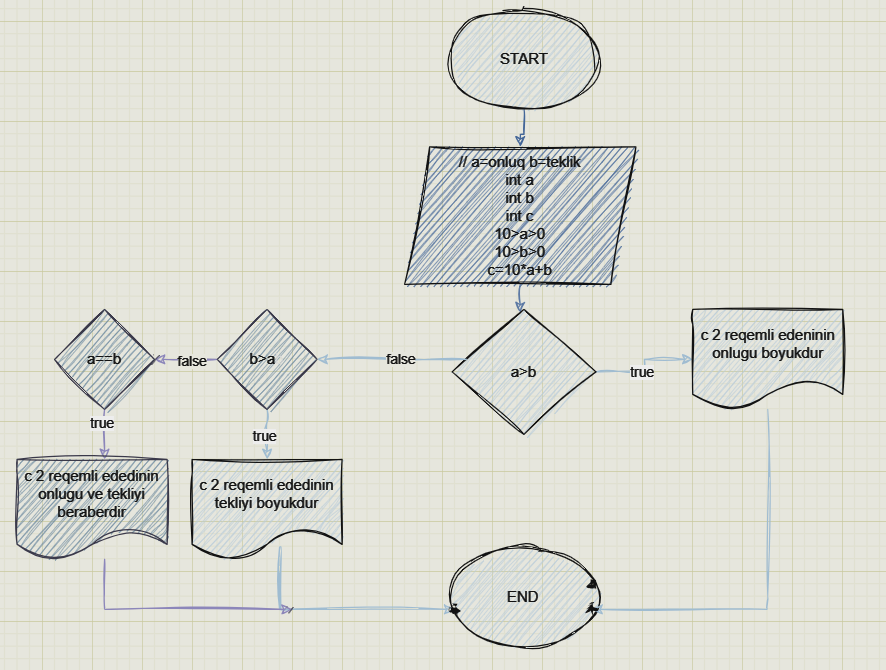 START
// a=onluq b=teklik
int a
int b
int c
10>a>0
10>b>0
c=10*a+b
a>b
true
c 2 reqemli edeninin
onlugu boyukdur
false
b>a
false
a==b
true
true
c 2 reqemli ededinin
onlugu ve tekliyi
beraberdir
c 2 reqemli ededinin
tekliyi boyukdur
END